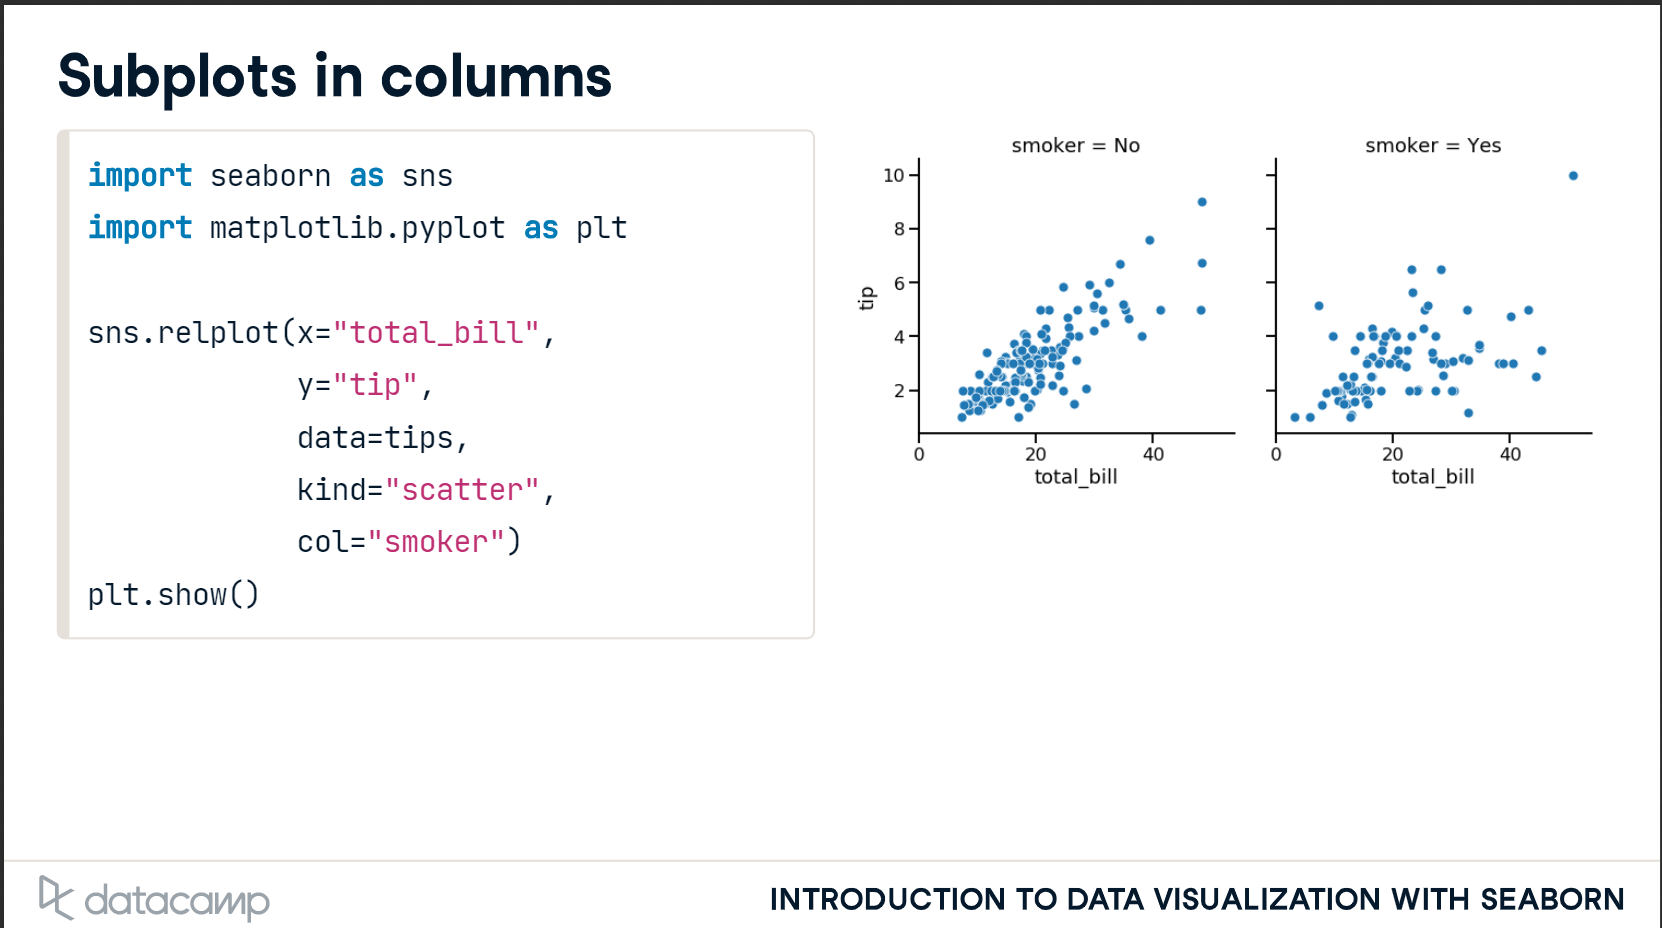 Subplots in columns
import seaborn as sns
import matplotlib.pyplot as plt
sns.relplot(x="total_bill",
y="tip",
data=tips,
kind="scatter",
col="smoker")
plt.show()
smoker = No
smoker = Yes
10
8
6
4
2
tip
0 20 40
total_bill
0 20 40
total_bill
datacamp
INTRODUCTION TO DATA VISUALIZATION WITH SEABORN